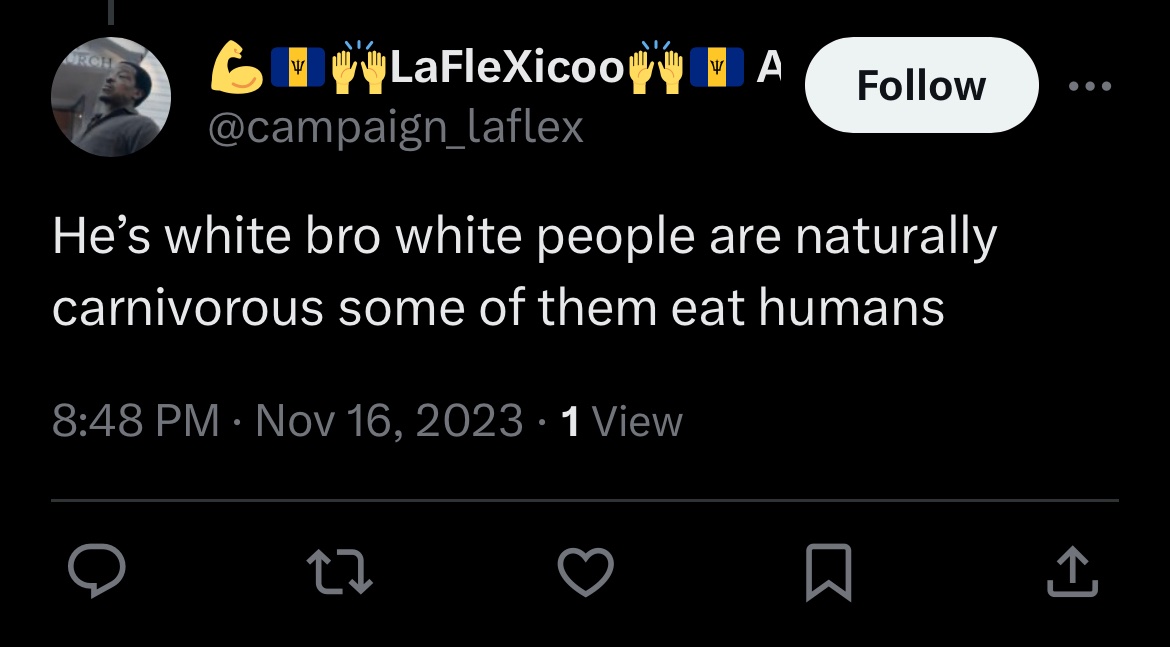 💪🇧🇧🙌LaFleXicoo🙌🇧🇧 A
Follow
@campaign_laflex
He’s white bro white people are naturally
carnivorous some of them eat humans
8:48 PM · Nov 16, 2023 · 1 View